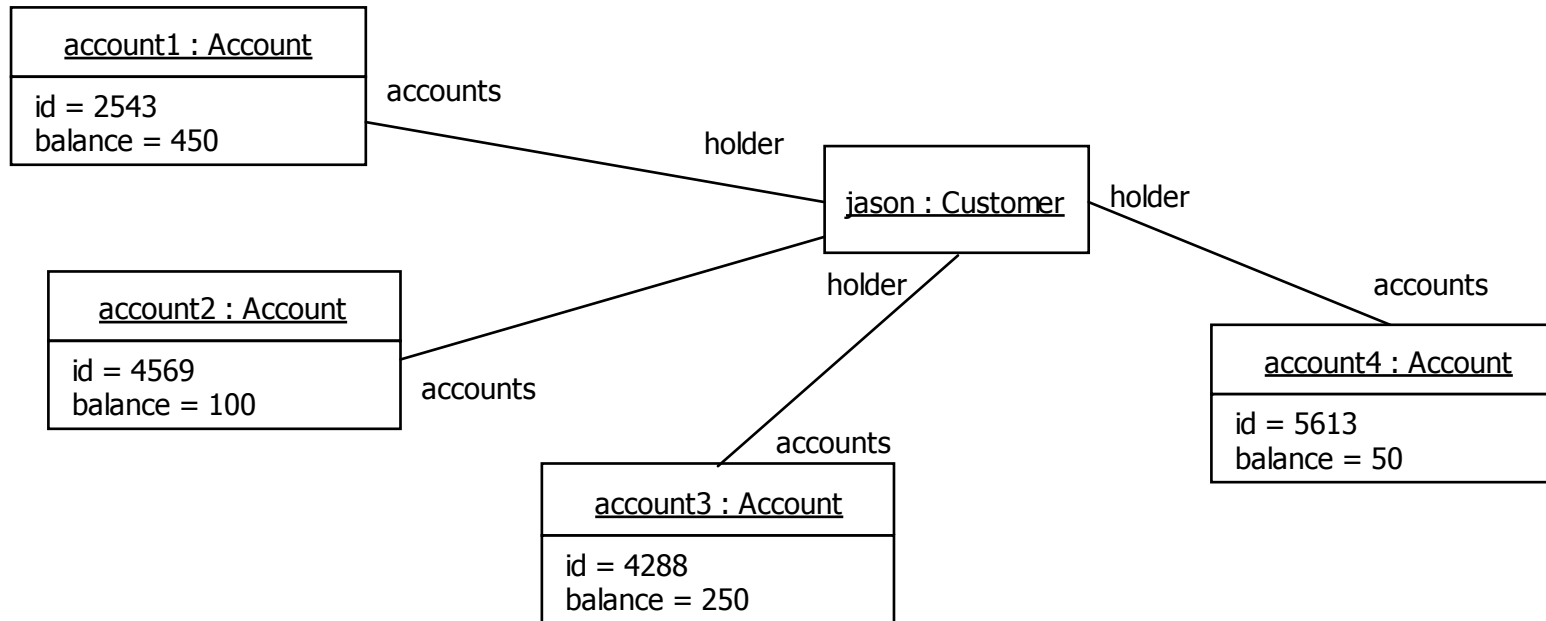 account1 : Account
id = 2543
balance = 450
accounts
holder
jason : Customer
holder
account2 : Account
id = 4569
balance = 100
accounts
holder
accounts
account4 : Account
id = 5613
balance = 50
accounts
account3 : Account
id = 4288
balance = 250